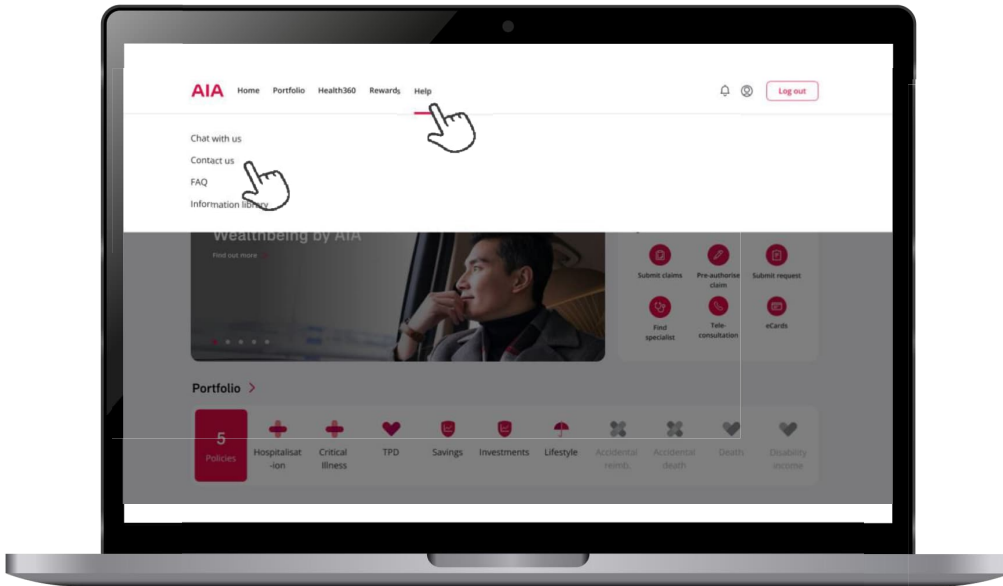 AIA Home Portfolio Health360 Rewards Help Log out
Chat with us
Contact us
FAQ
Information library
Wealthbeing by AIA
Find out more
Submit claims Pre-authorise claim Submit request
Find specialist Tele-consultation eCards
Portfolio >
5 Policies
Hospitalisat-ion
Critical Illness
TPD
Savings
Investments
Lifestyle
Accidental reimb.
Accidental death
Death
Disability income